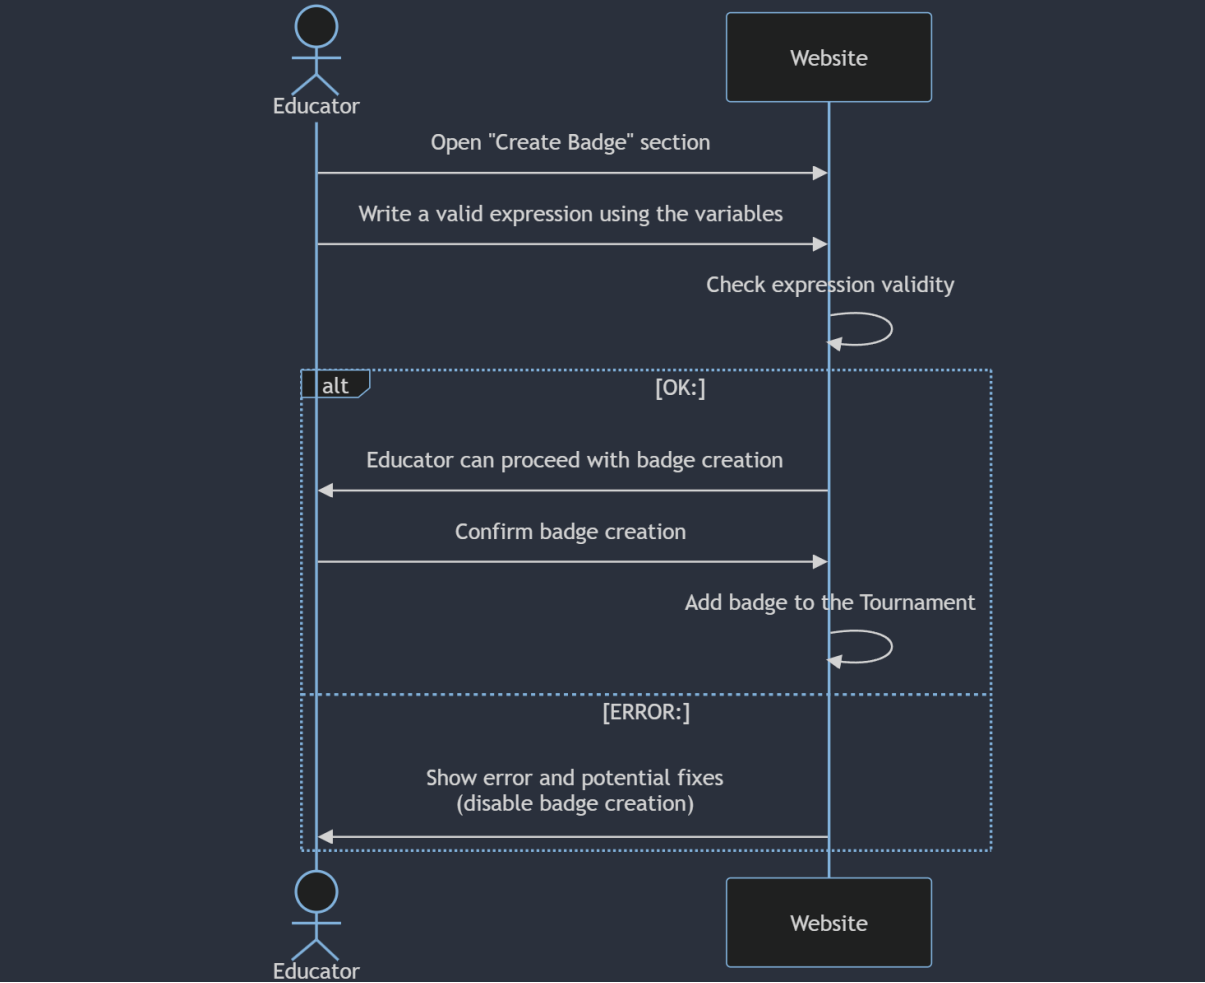 Educator
Website
Open "Create Badge" section
Write a valid expression using the variables
Check expression validity
alt
[OK:]
Educator can proceed with badge creation
Confirm badge creation
Add badge to the Tournament
[ERROR:]
Show error and potential fixes
(disable badge creation)
Website
Educator